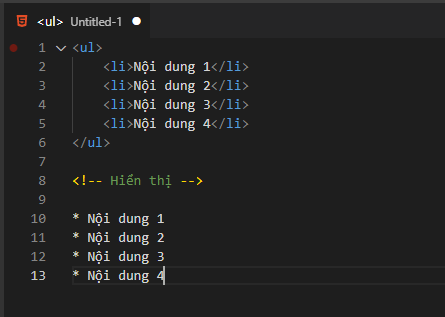 <ul> Untitled-1
1 <ul>
2 <li>Nội dung 1</li>
3 <li>Nội dung 2</li>
4 <li>Nội dung 3</li>
5 <li>Nội dung 4</li>
6 </ul>
7
8 <!-- Hiển thị -->
9
10 * Nội dung 1
11 * Nội dung 2
12 * Nội dung 3
13 * Nội dung 4